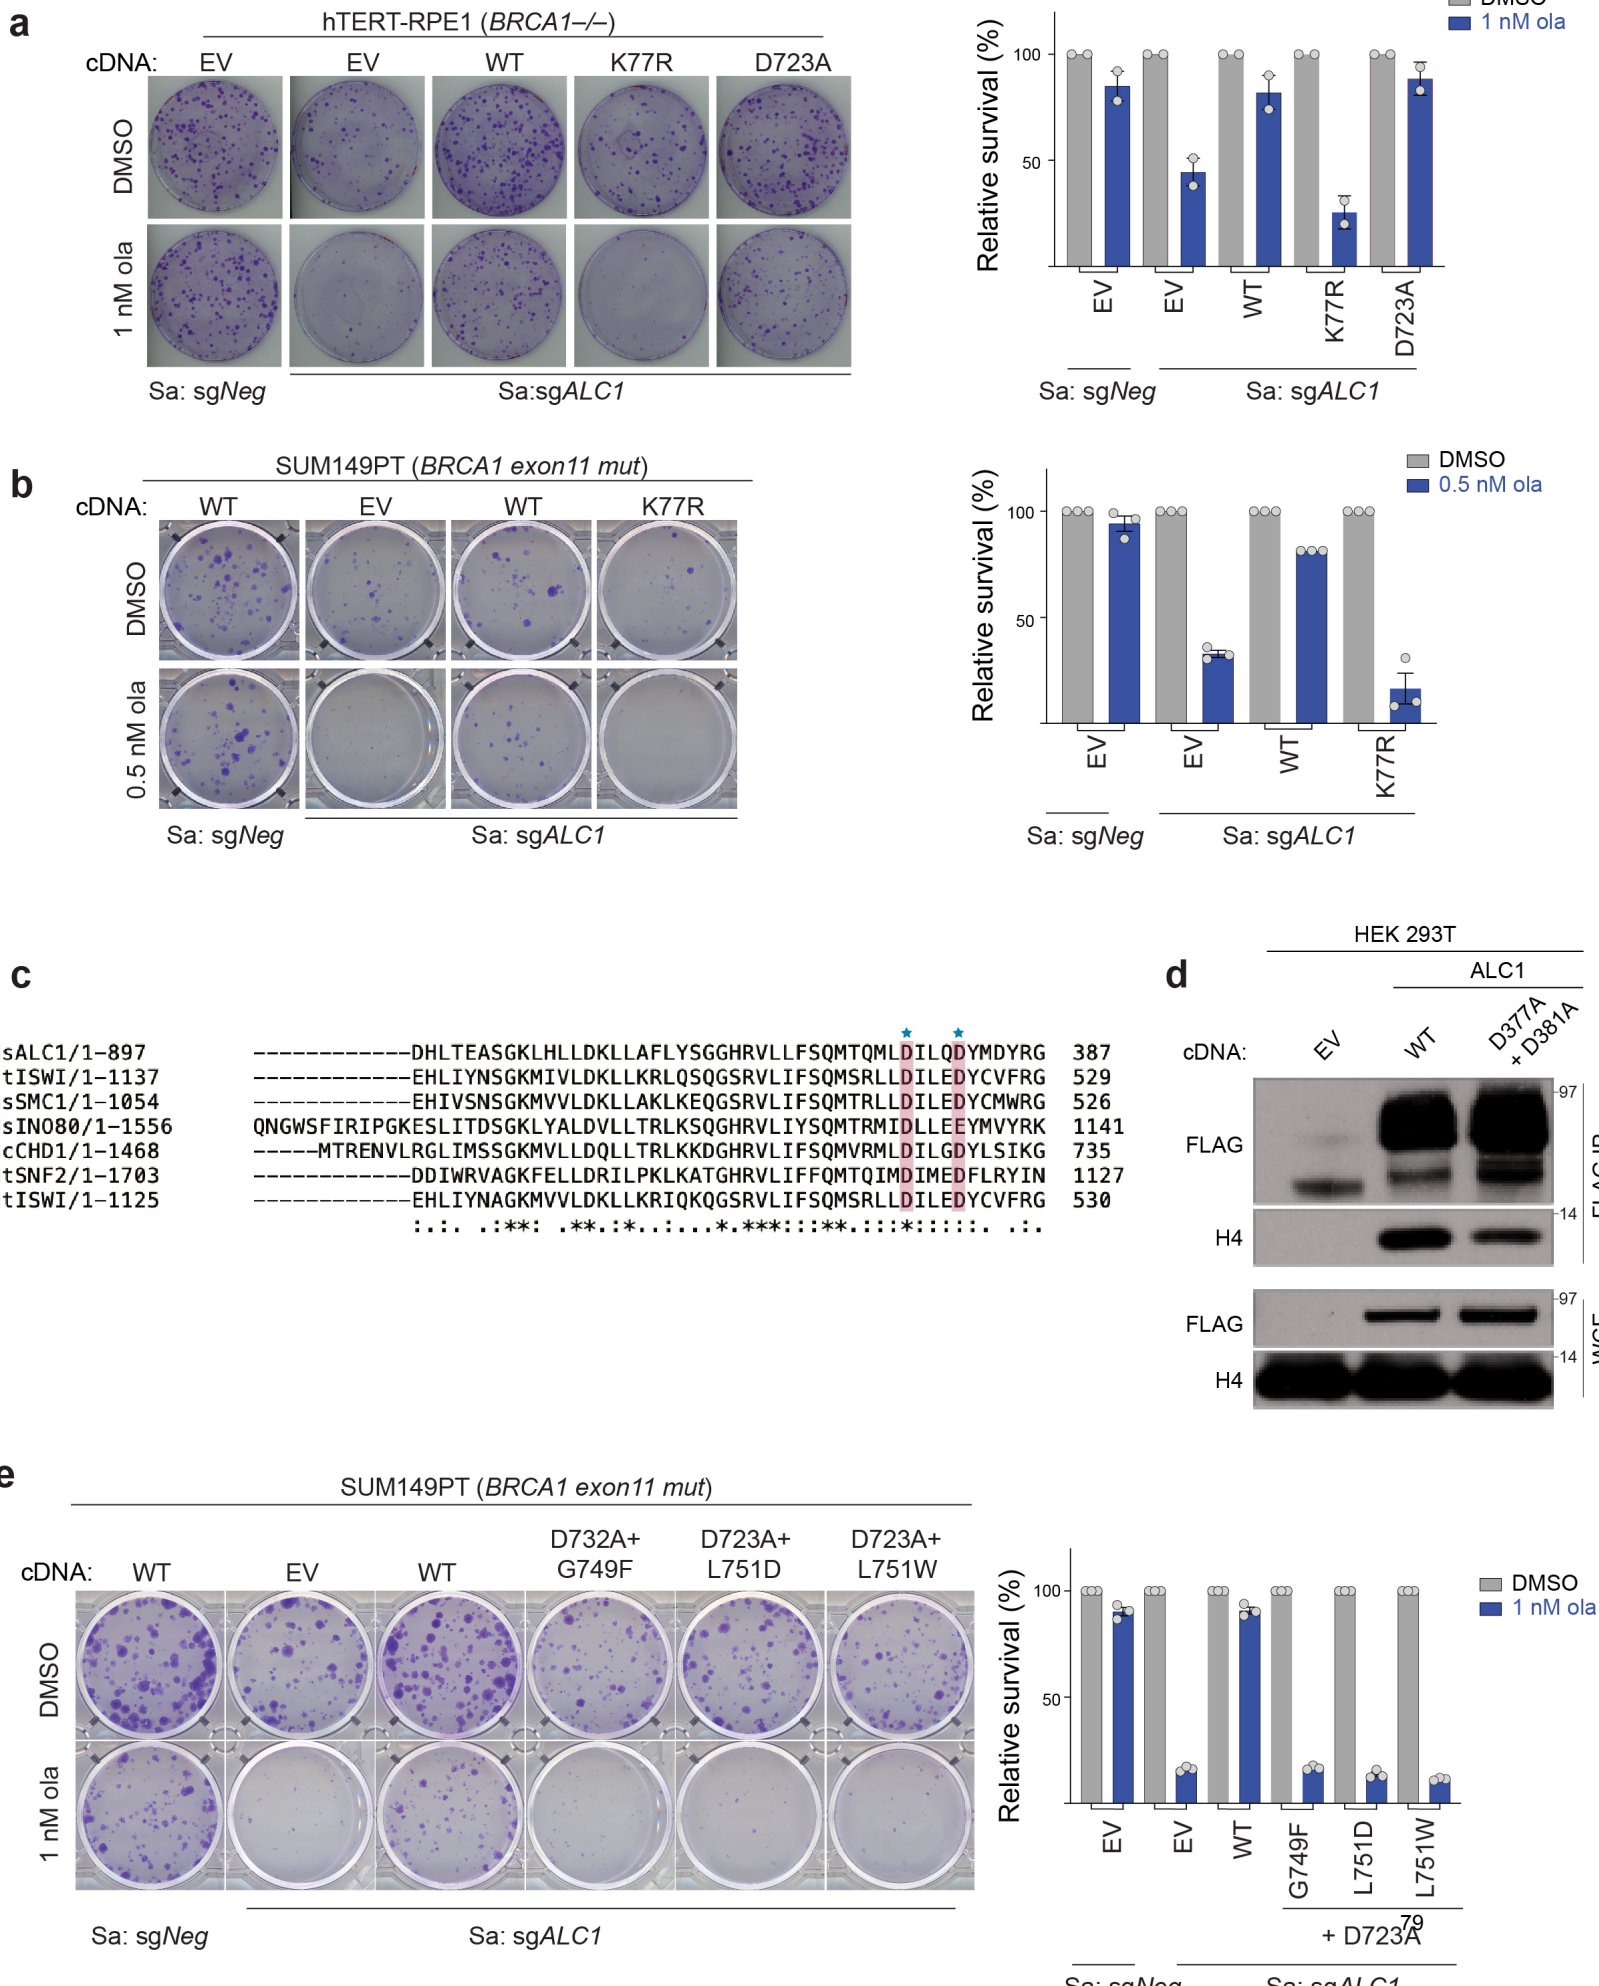 a
hTERT-RPE1 (BRCA1–/–)
cDNA: EV EV WT K77R D723A
DMSO
1 nM ola
Sa: sgNeg Sa:sgALC1
DMSO
1 nM ola
Relative survival (%)
100
50
EV EV WT K77R D723A
Sa: sgNeg Sa: sgALC1
b
SUM149PT (BRCA1 exon11 mut)
cDNA: WT EV WT K77R
DMSO
0.5 nM ola
Sa: sgNeg Sa: sgALC1
DMSO
0.5 nM ola
Relative survival (%)
100
50
EV EV WT K77R
Sa: sgNeg Sa: sgALC1
c
sALC1/1–897 ------------DHLTEASGKLHLLDKLLAFLYSGGHRVLLFSQMTQMLDILQDYMDYRG 387
tISWI/1–1137 ------------EHLIYNSGKMIVLDKLLKRLQSQGSRVLIFSQMSRLLDILEDYCVFRG 529
sSMC1/1–1054 ------------EHIVSNSGKMVVLDKLLAKLKEQGSRVLIFSQMTRLLDILEDYCMWRG 526
sINO80/1–1556 QNGWSFIRIPGKESLITDSGKLYALDVLLTRLKSQGHRVLIYSQMTRMIDLLEEYMVYRK 1141
cCHD1/1–1468 -----MTRENVLRGLIMSSGKMVLLDQLLTRLKKDGHRVLIFSQMVRMLDILGDYLSIKG 735
tSNF2/1–1703 ------------DDIWRVAGKFELLDRILPKLKATGHRVLIFFQMTQIMDIMEDFLRYIN 1127
tISWI/1–1125 ------------EHLIYNAGKMVVLDKLLKRIQKQGSRVLIFSQMSRLLDILEDYCVFRG 530
:.:. .:**: .**.:*..:...*.***:::**.:::*:::::. .:.
d
HEK 293T
ALC1
cDNA: EV WT D377A + D381A
FLAG 97
H4 14
FLAG 97
H4 14
e
SUM149PT (BRCA1 exon11 mut)
cDNA: WT EV WT D732A+ G749F D723A+ L751D D723A+ L751W
DMSO
1 nM ola
Sa: sgNeg Sa: sgALC1
DMSO
1 nM ola
Relative survival (%)
100
50
EV EV WT G749F L751D L751W
79
+ D723A
Sa: sgNeg Sa: sgALC1